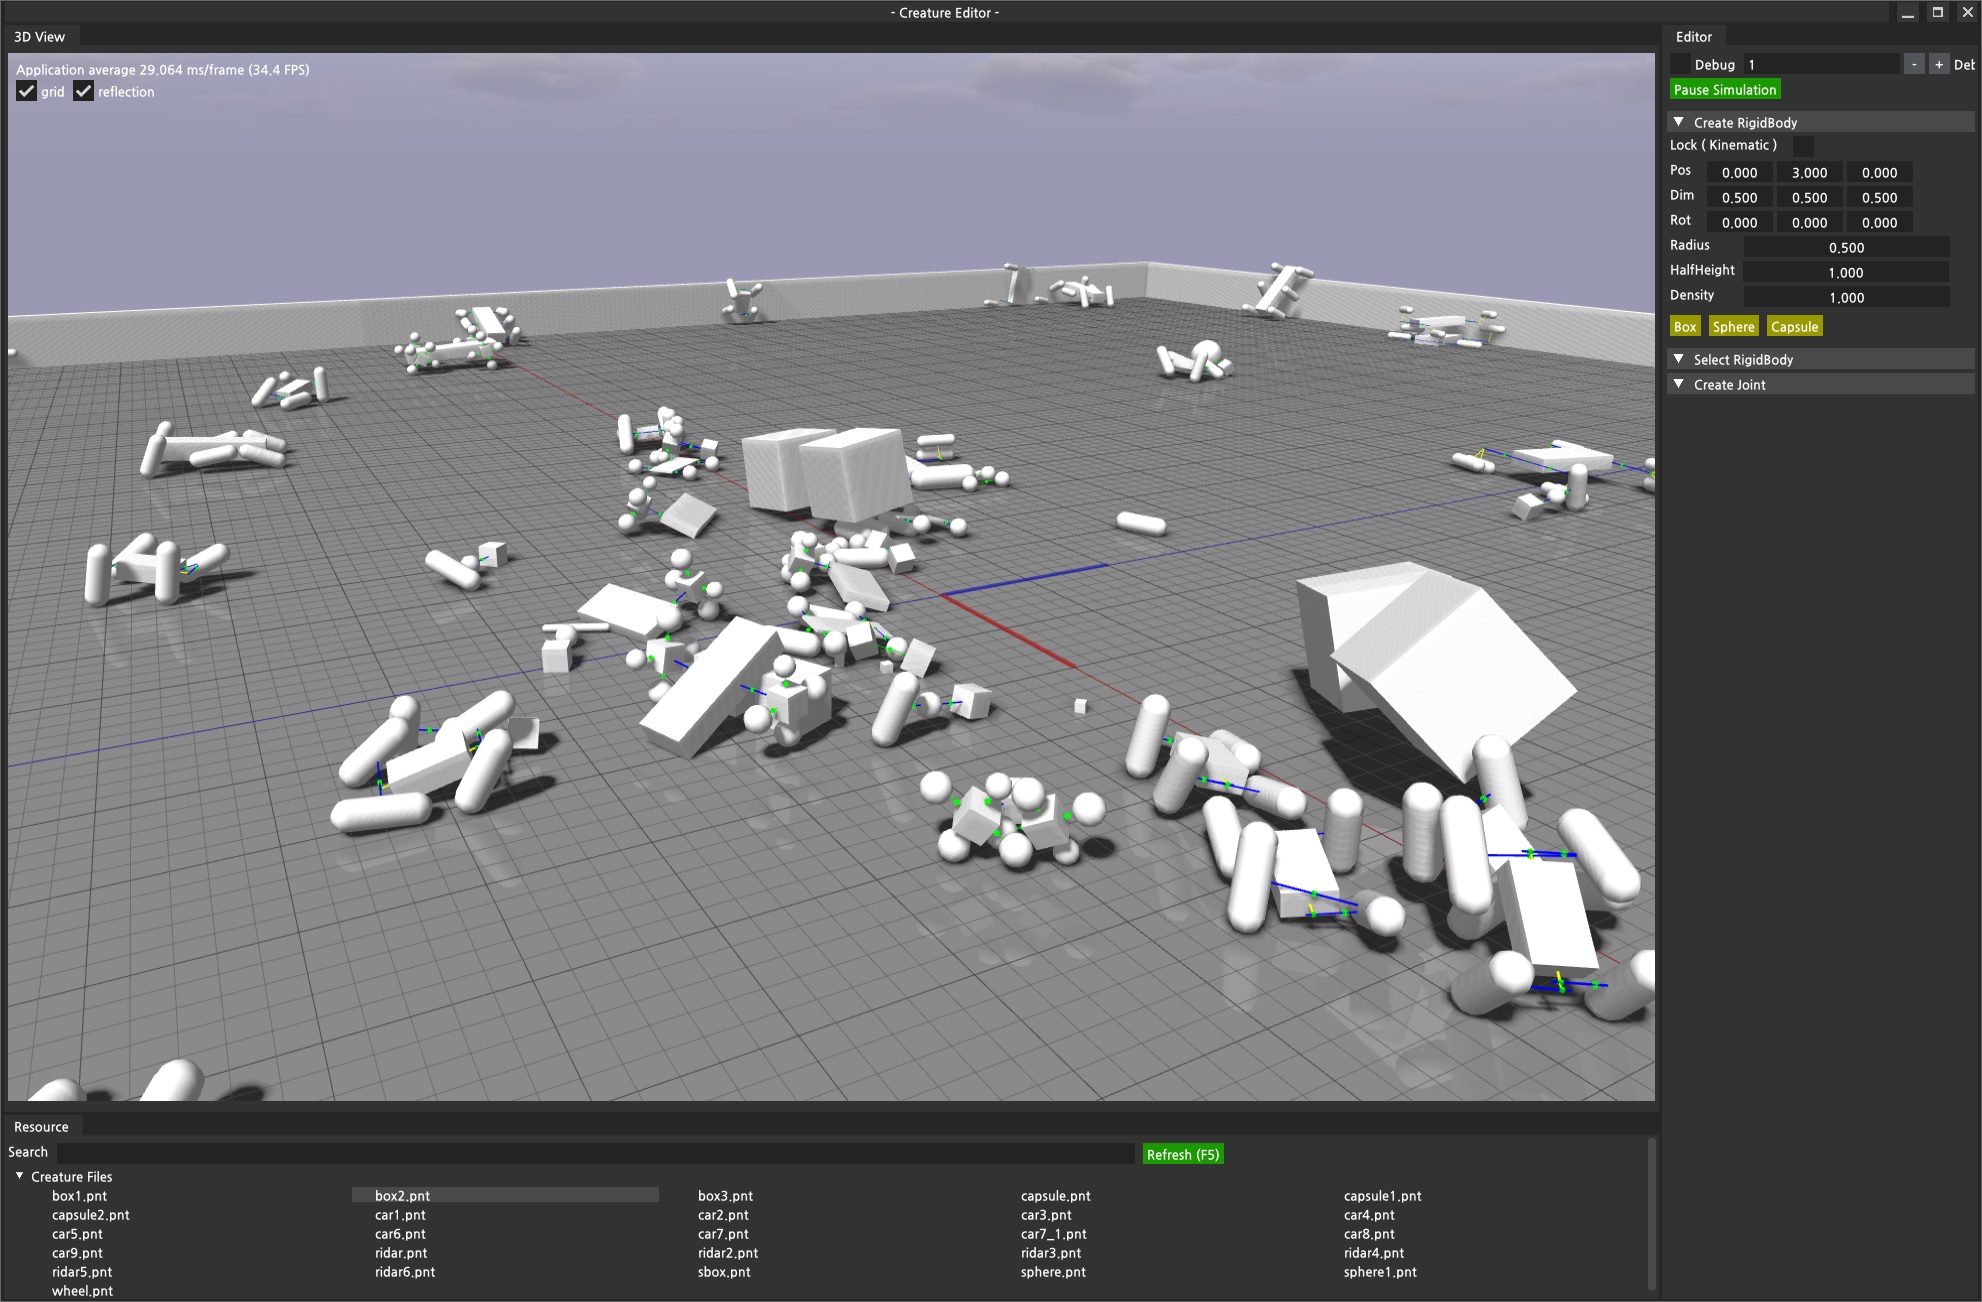 - Creature Editor -
3D View
Application average 29.064 ms/frame (34.4 FPS)
grid reflection
Editor
Debug 1 - + Deb
Pause Simulation
Create RigidBody
Lock ( Kinematic )
Pos 0.000 3.000 0.000
Dim 0.500 0.500 0.500
Rot 0.000 0.000 0.000
Radius 0.500
HalfHeight 1.000
Density 1.000
Box Sphere Capsule
Select RigidBody
Create Joint
Resource
Search Refresh (F5)
Creature Files
box1.pnt box2.pnt box3.pnt capsule.pnt capsule1.pnt
capsule2.pnt car1.pnt car2.pnt car3.pnt car4.pnt
car5.pnt car6.pnt car7.pnt car7_1.pnt car8.pnt
car9.pnt ridar.pnt ridar2.pnt ridar3.pnt ridar4.pnt
ridar5.pnt ridar6.pnt sbox.pnt sphere.pnt sphere1.pnt
wheel.pnt